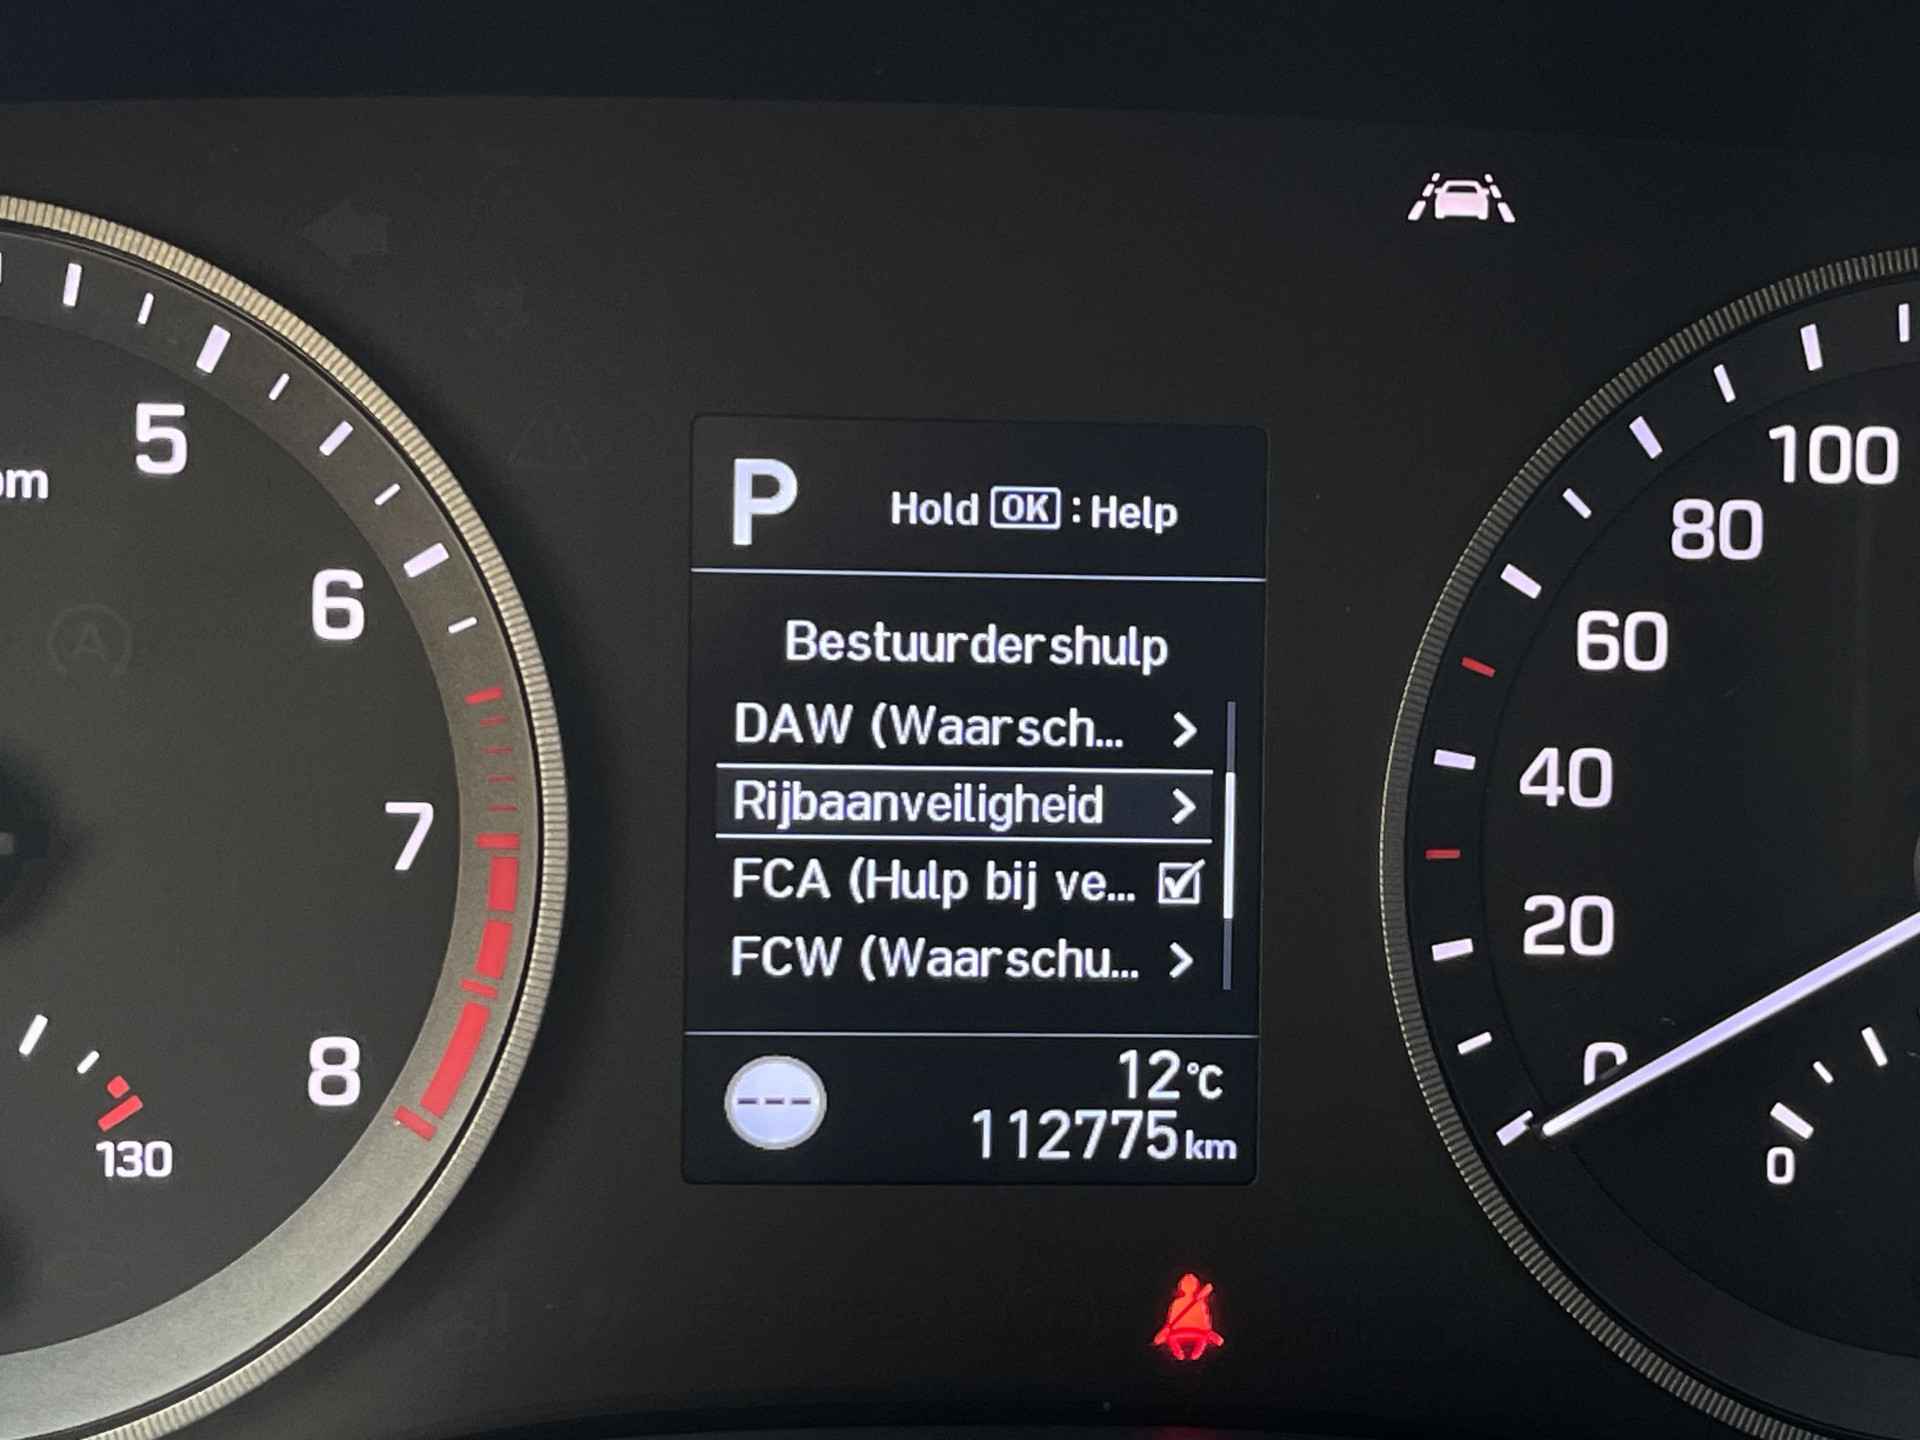 5
6
7
8
130
P Hold OK : Help
Bestuurdershulp
DAW (Waarsch... >
Rijbaanveiligheid >
FCA (Hulp bij ve...
FCW (Waarschu... >
--- 12°C
112775 km
100
80
60
40
20
0
0
A